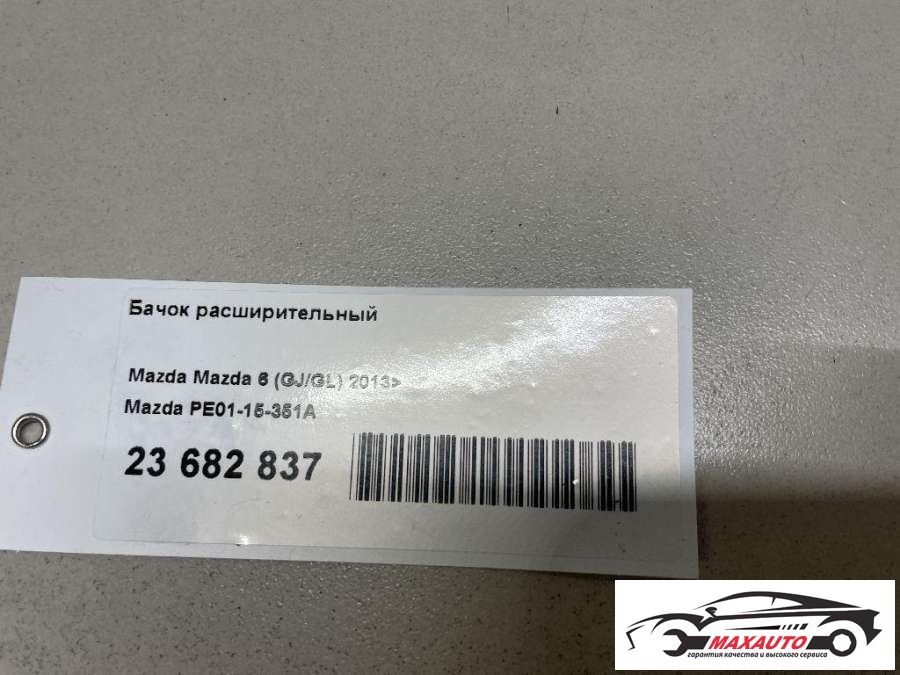 Бачок расширительный
Mazda Mazda 6 (GJ/GL) 2013>
Mazda PE01-15-351A
23 682 837
MAXAUTO
гарантия качества и высокого сервиса